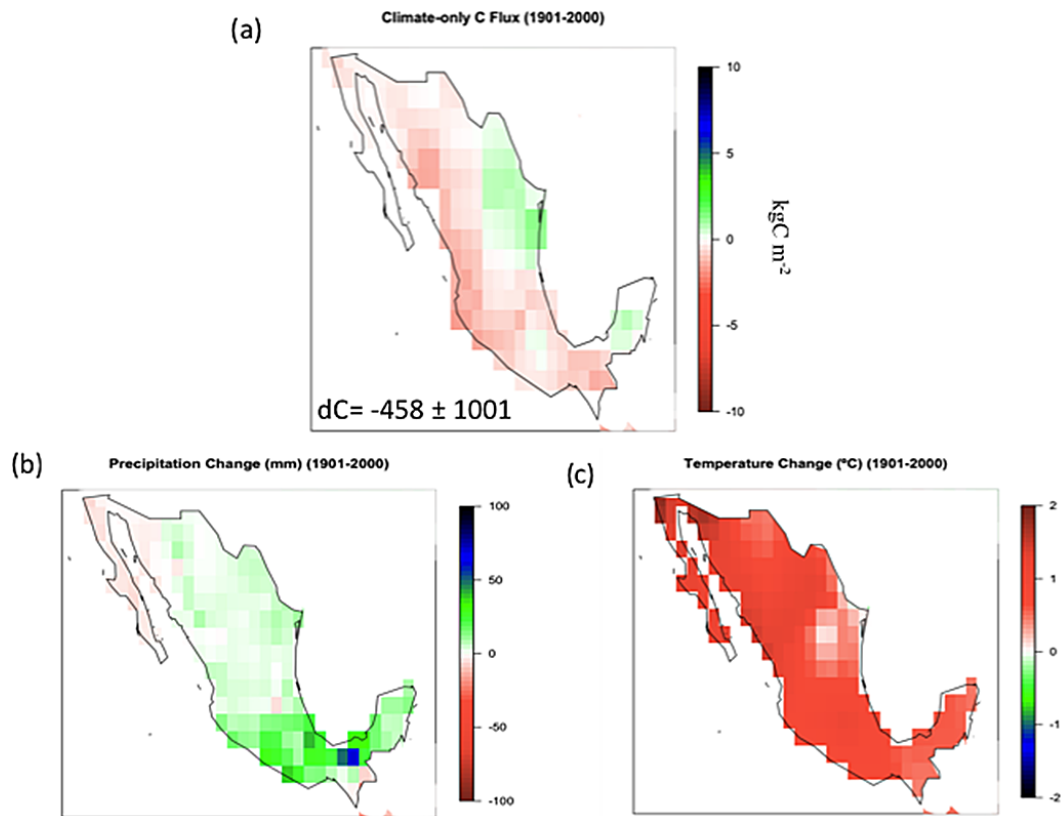 (a)
Climate-only C Flux (1901-2000)
10
5
0
-5
-10
kgC m-2
dC= -458 ± 1001
(b)
Precipitation Change (mm) (1901-2000)
100
50
0
-50
-100
(c)
Temperature Change (ºC) (1901-2000)
2
1
0
-1
-2